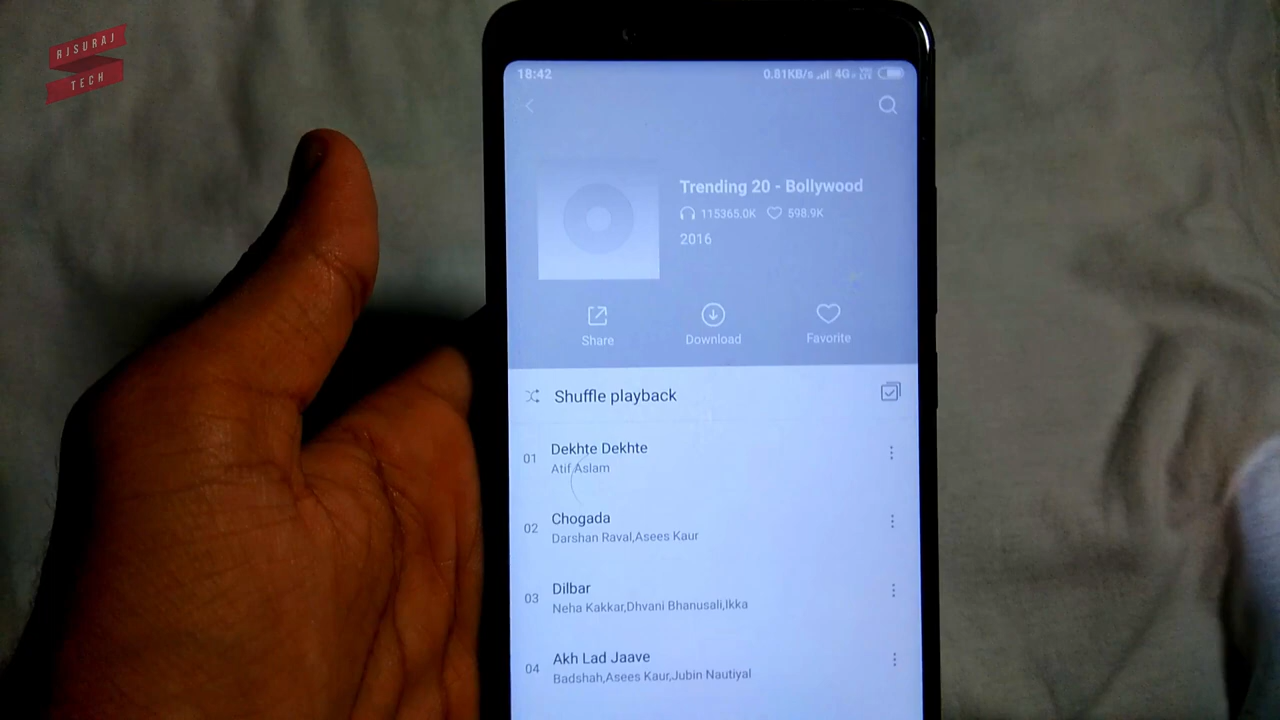 RJSURAJ
TECH
18:42
0.81KB/s 4G
Trending 20 - Bollywood
115365.0K 598.9K
2016
Share
Download
Favorite
Shuffle playback
01
Dekhte Dekhte
Atif Aslam
02
Chogada
Darshan Raval,Asees Kaur
03
Dilbar
Neha Kakkar,Dhvani Bhanusali,Ikka
04
Akh Lad Jaave
Badshah,Asees Kaur,Jubin Nautiyal